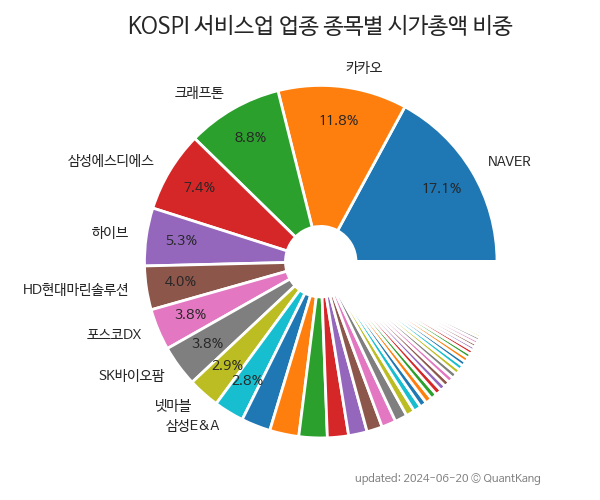 KOSPI 서비스업 업종 종목별 시가총액 비중
카카오
크래프톤
11.8%
8.8%
삼성에스디에스
NAVER
7.4%
17.1%
하이브
5.3%
HD현대마린솔루션
4.0%
3.8%
포스코DX
3.8%
SK바이오팜
2.9%
2.8%
넷마블
삼성E&A
updated: 2024-06-20 © QuantKang